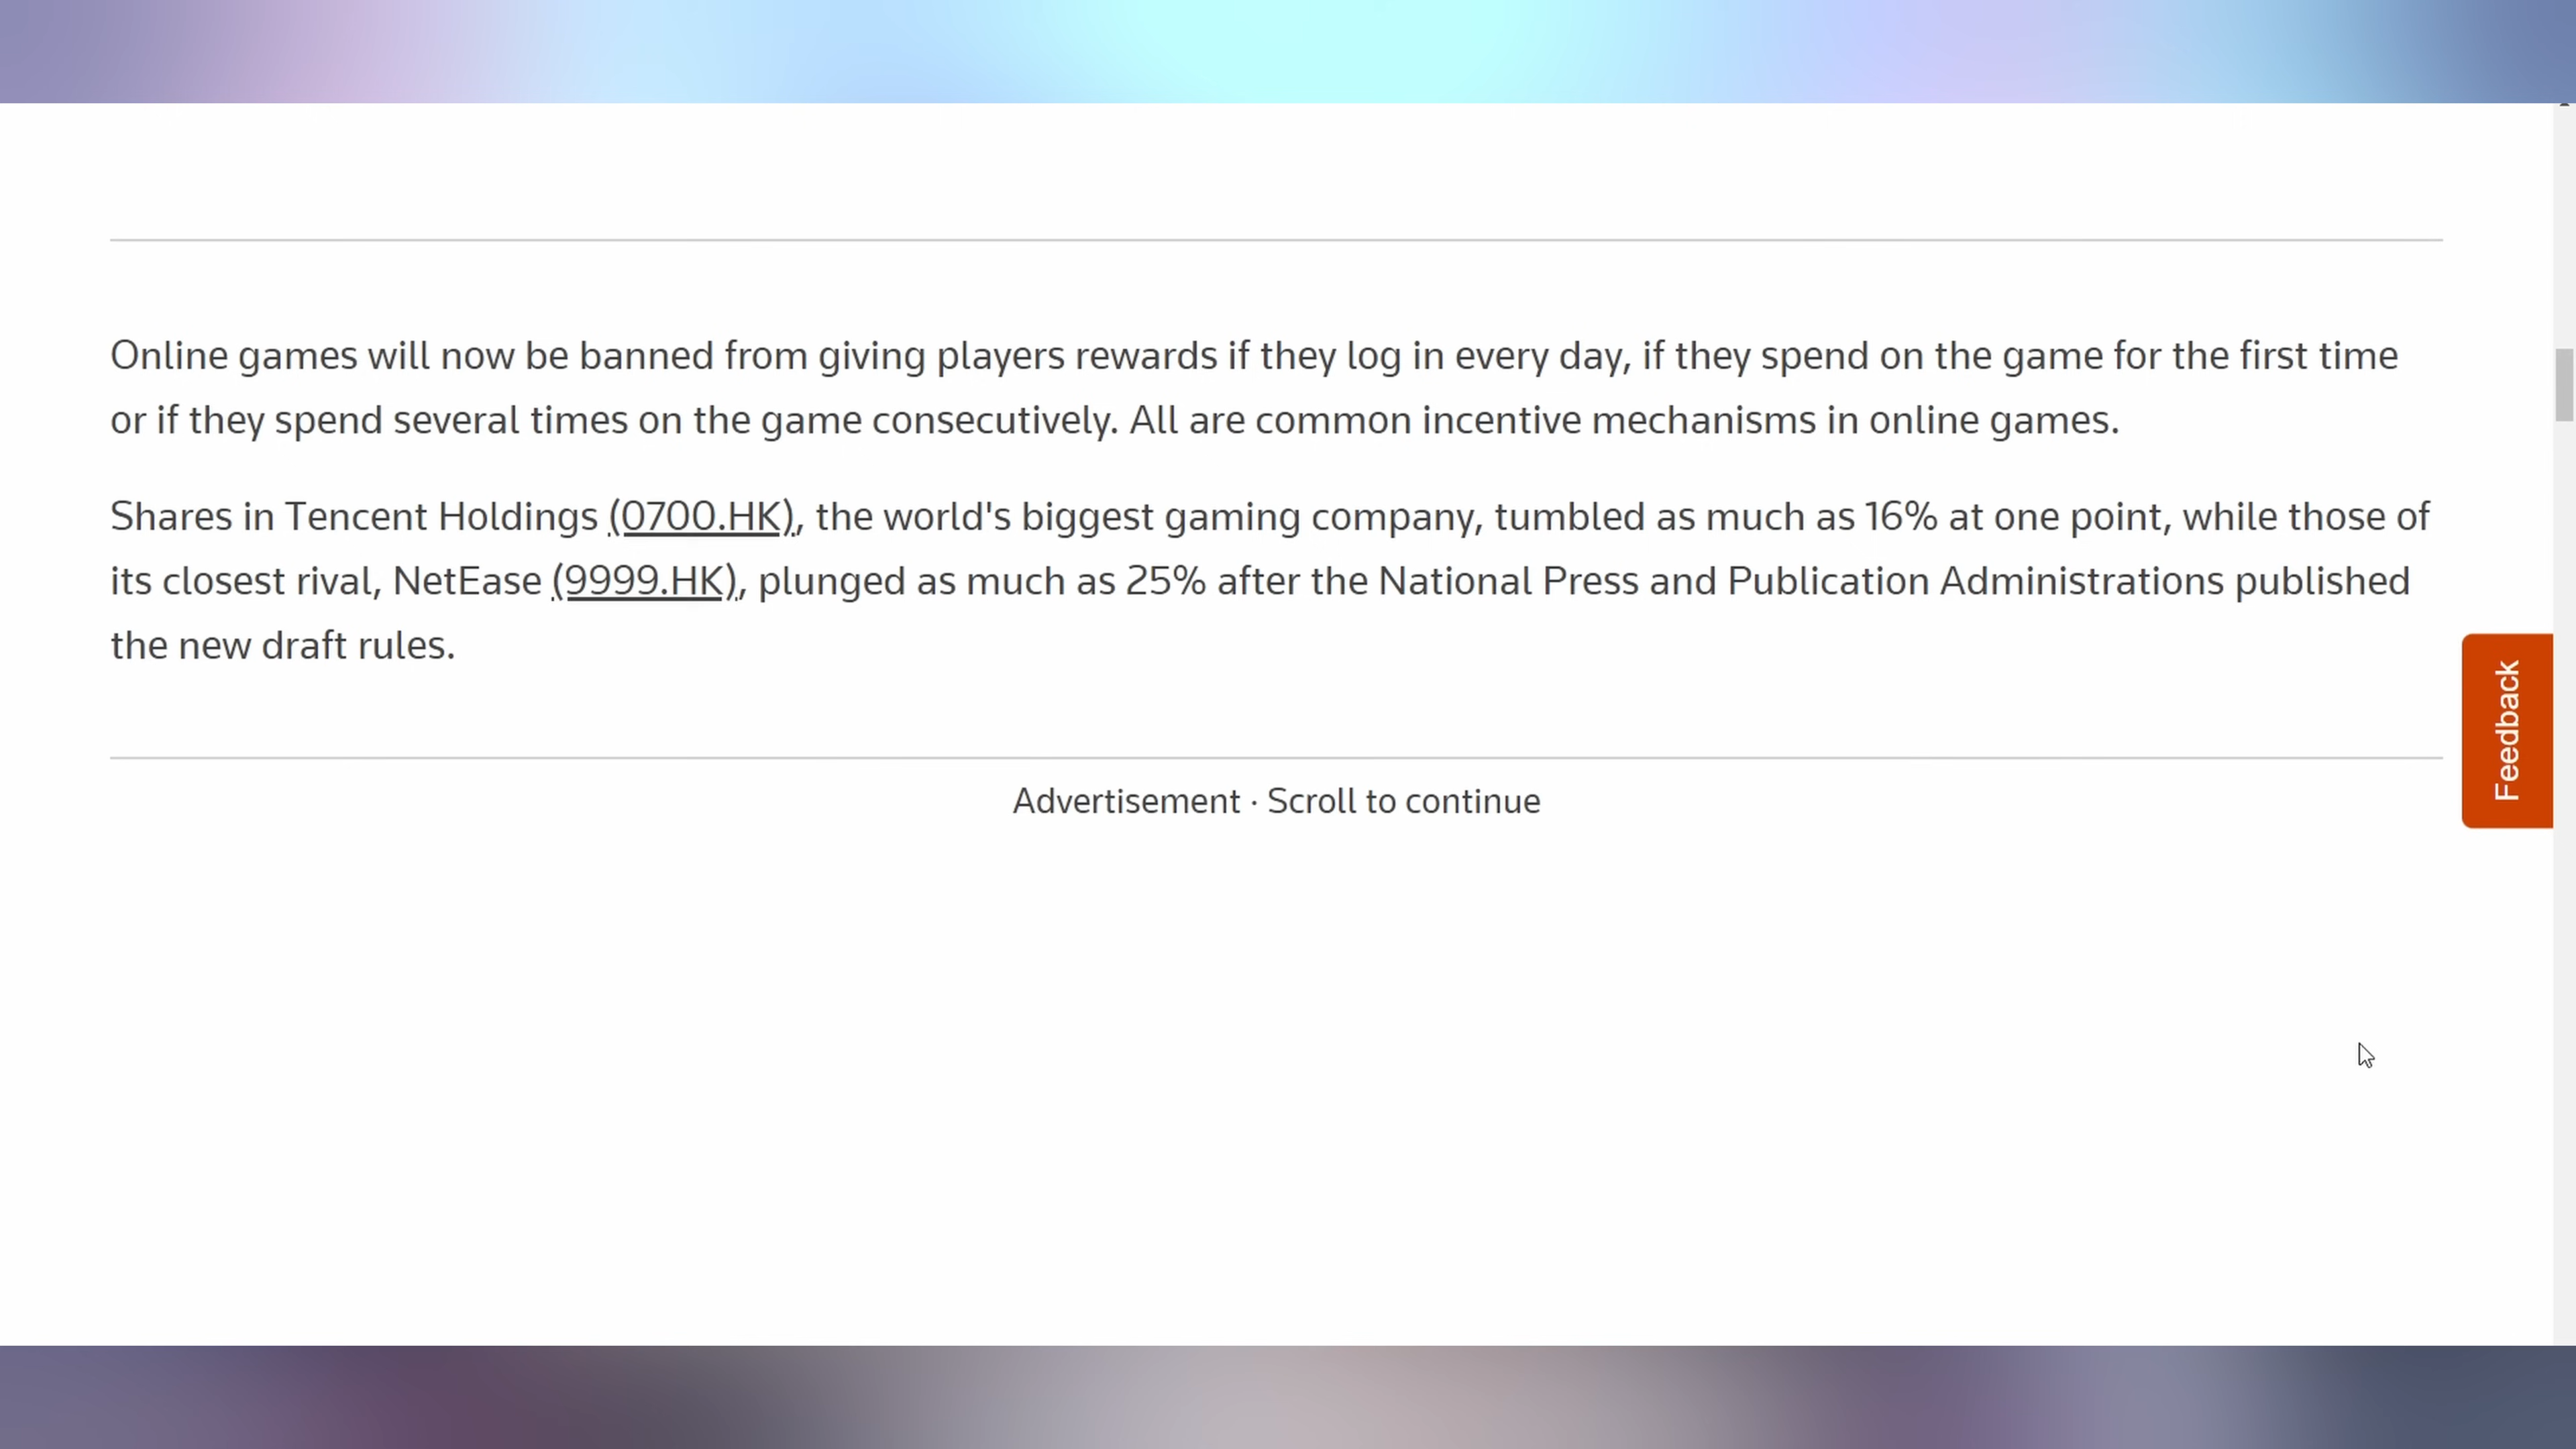 Online games will now be banned from giving players rewards if they log in every day, if they spend on the game for the first time
or if they spend several times on the game consecutively. All are common incentive mechanisms in online games.
Shares in Tencent Holdings (0700.HK), the world's biggest gaming company, tumbled as much as 16% at one point, while those of
its closest rival, NetEase (9999.HK), plunged as much as 25% after the National Press and Publication Administrations published
the new draft rules.
Feedback
Advertisement · Scroll to continue